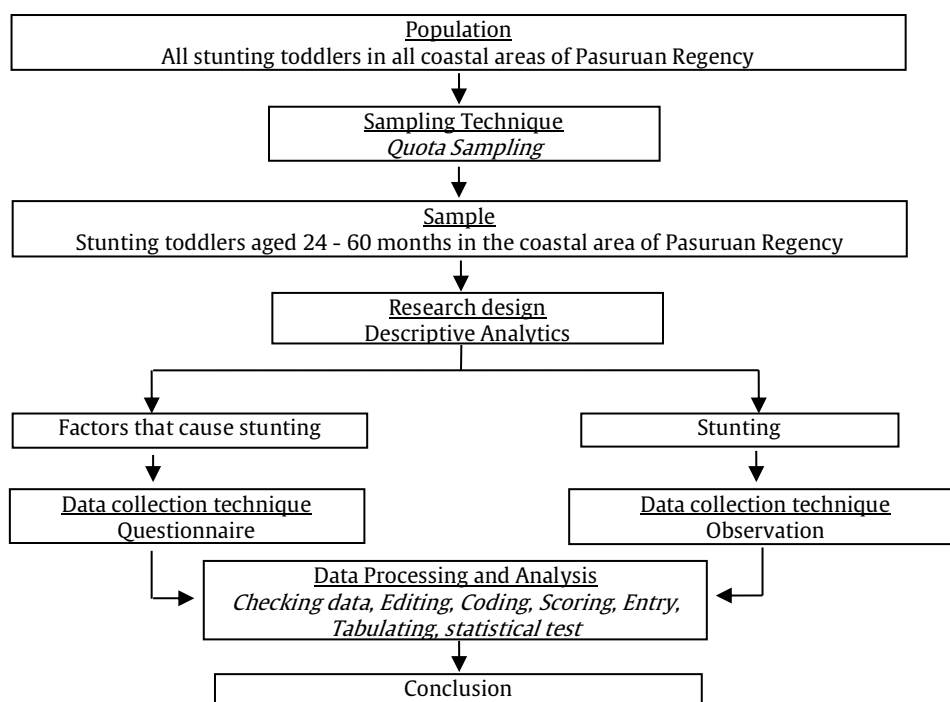 Population
All stunting toddlers in all coastal areas of Pasuruan Regency
Sampling Technique
Quota Sampling
Sample
Stunting toddlers aged 24 - 60 months in the coastal area of Pasuruan Regency
Research design
Descriptive Analytics
Factors that cause stunting
Stunting
Data collection technique
Questionnaire
Data collection technique
Observation
Data Processing and Analysis
Checking data, Editing, Coding, Scoring, Entry,
Tabulating, statistical test
Conclusion